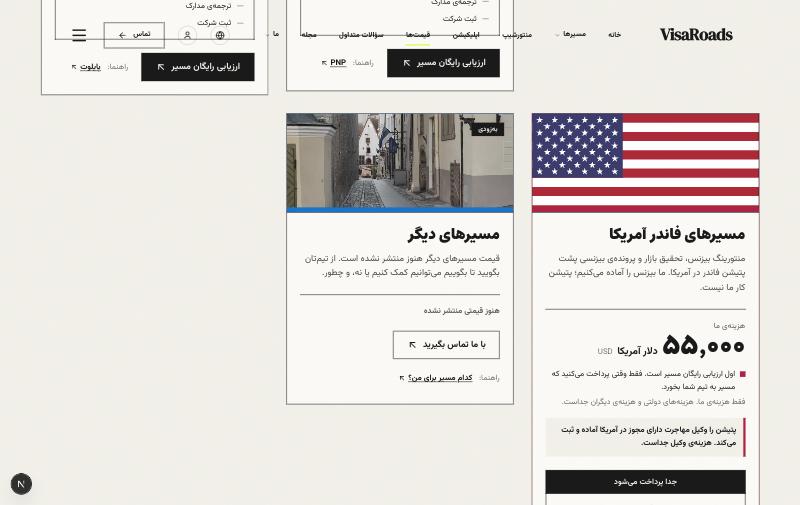 VisaRoads
خانه
مسیرها
منتورشیپ
اپلیکیشن
قیمت‌ها
سؤالات متداول
مجله
ما
تماس
ترجمه‌ی مدارک
ثبت شرکت
ارزیابی رایگان مسیر
راهنما: PNP
ترجمه‌ی مدارک
ثبت شرکت
ارزیابی رایگان مسیر
راهنما: پایلوت
مسیرهای فاندر آمریکا
منتورینگ بیزنس، تحقیق بازار و پرونده‌ی بیزنسی پشت
پتیشن فاندر در آمریکا. ما بیزنس را آماده می‌کنیم؛ پتیشن
کار ما نیست.
هزینه‌ی ما
۵۵,۰۰۰ دلار آمریکا USD
اول ارزیابی رایگان مسیر است. فقط وقتی پرداخت می‌کنید که
مسیر به تیم شما بخورد.
فقط هزینه‌ی ما. هزینه‌های دولتی و هزینه‌ی دیگران جداست.
پتیشن را وکیل مهاجرت دارای مجوز در آمریکا آماده و ثبت
می‌کند. هزینه‌ی وکیل جداست.
جدا پرداخت می‌شود
به‌زودی
مسیرهای دیگر
قیمت مسیرهای دیگر هنوز منتشر نشده است. از تیم‌تان
بگویید تا بگوییم می‌توانیم کمک کنیم یا نه، و چطور.
هنوز قیمتی منتشر نشده
با ما تماس بگیرید
راهنما: کدام مسیر برای من؟
N